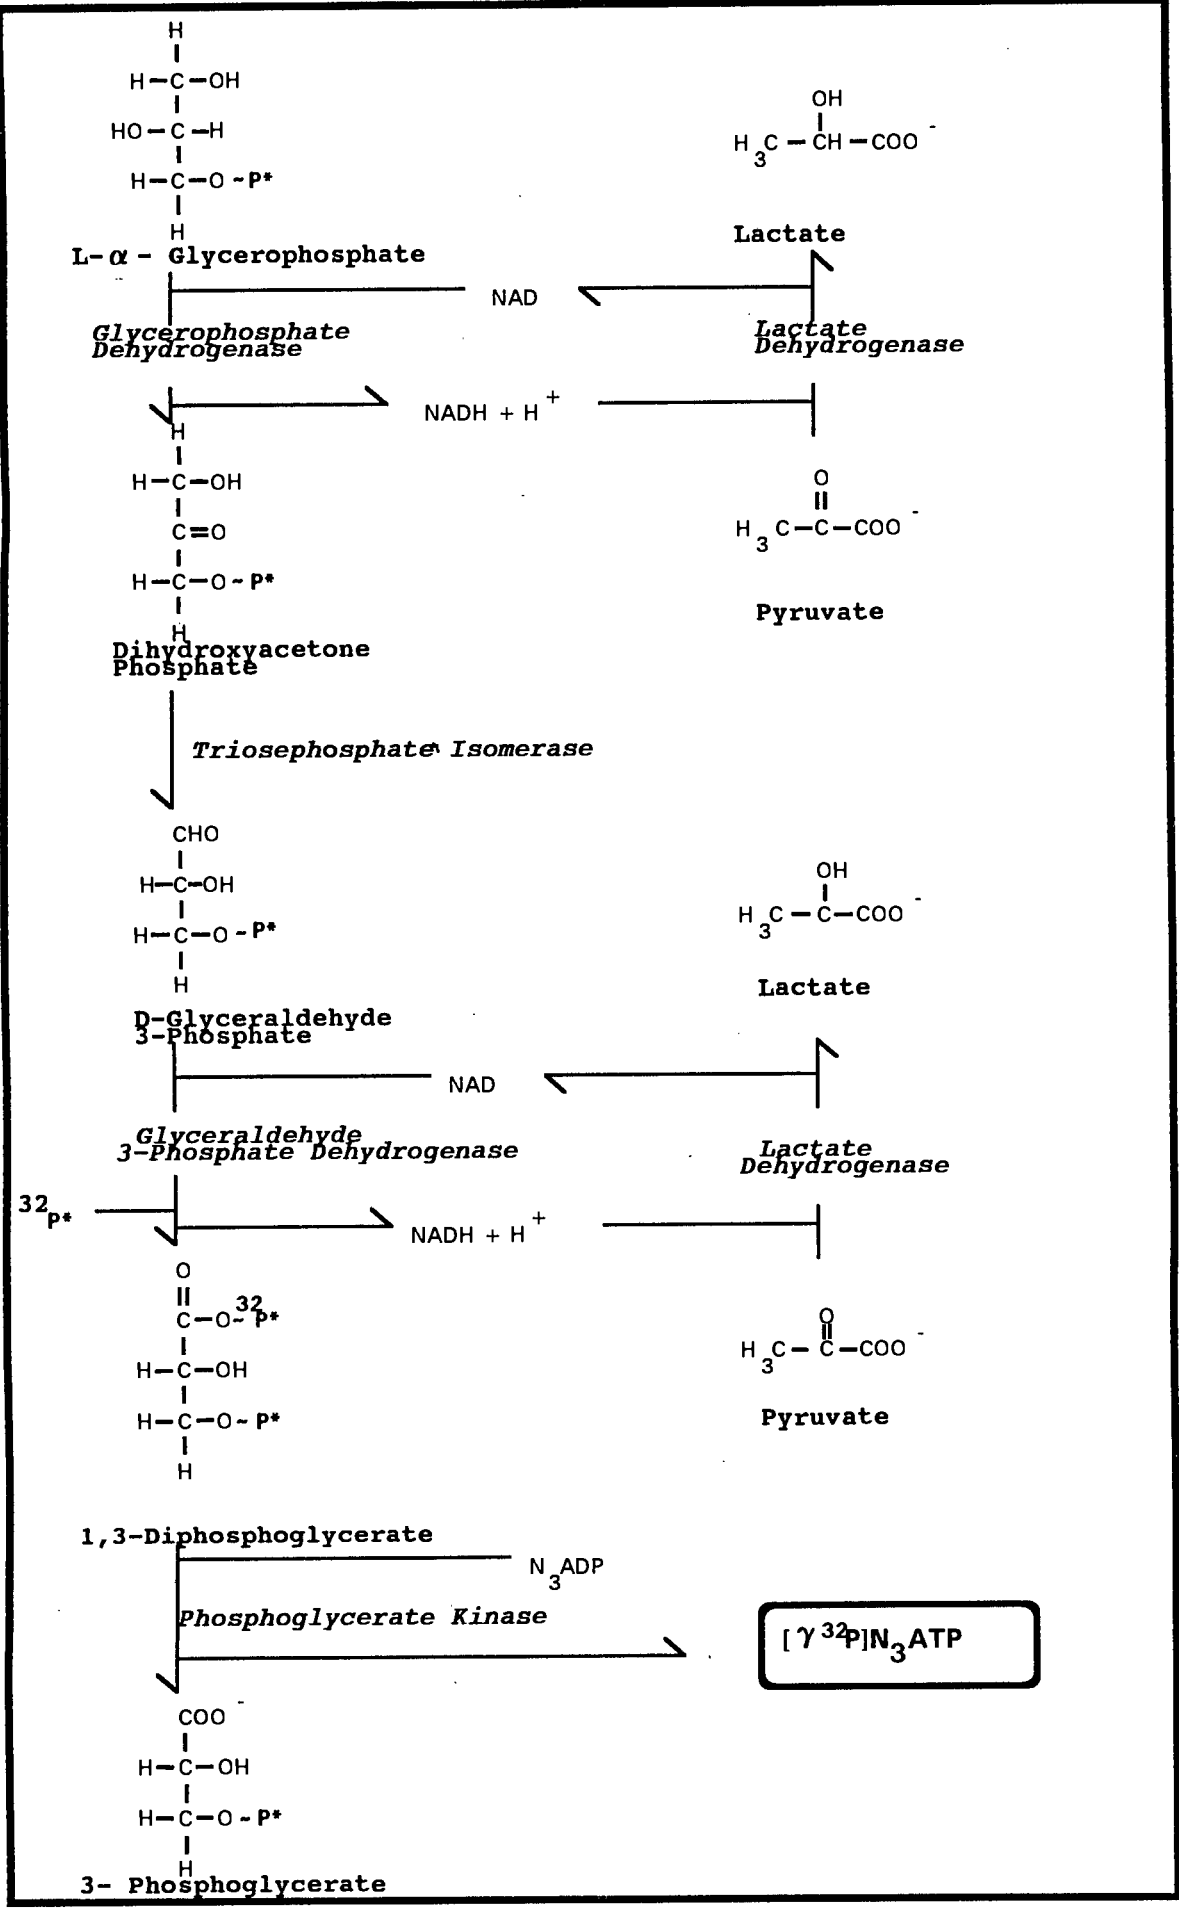 H
H-C-OH
HO-C-H
H-C-O~P*
H
L-α- Glycerophosphate
OH
H3C-CH-COO-
Lactate
NAD
Glycerophosphate
Dehydrogenase
Lactate
Dehydrogenase
NADH + H+
H
H-C-OH
C=O
H-C-O~P*
H
Dihydroxyacetone
Phosphate
O
H3C-C-COO-
Pyruvate
Triosephosphate Isomerase
CHO
H-C-OH
H-C-O~P*
H
D-Glyceraldehyde
3-Phosphate
OH
H3C-C-COO-
Lactate
NAD
Glyceraldehyde
3-Phosphate Dehydrogenase
Lactate
Dehydrogenase
32P*
NADH + H+
O
C-O~32P*
H-C-OH
H-C-O~P*
H
O
H3C-C-COO-
Pyruvate
1,3-Diphosphoglycerate
N3ADP
Phosphoglycerate Kinase
[γ32P]N3ATP
COO-
H-C-OH
H-C-O~P*
H
3- Phosphoglycerate